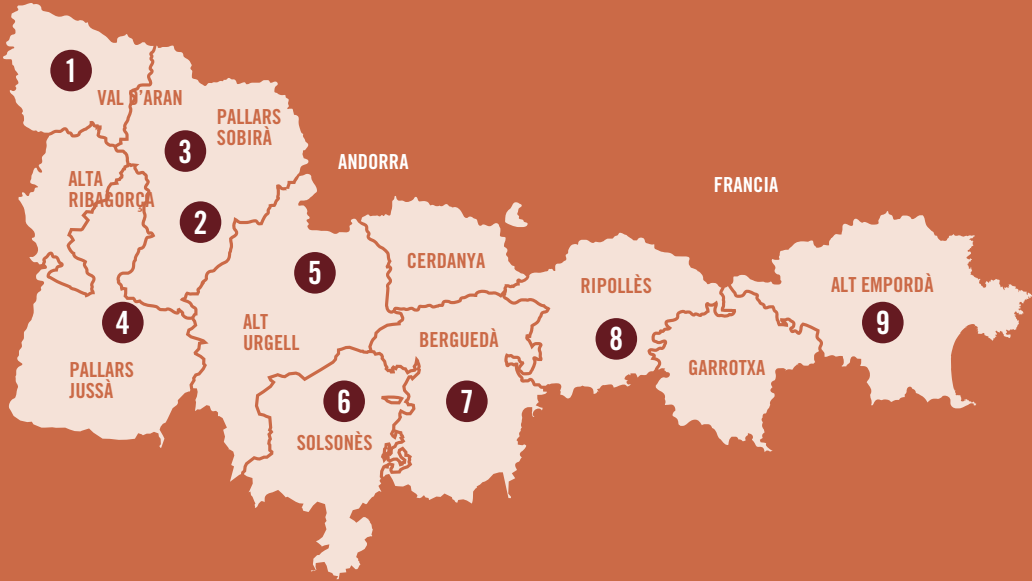 1
VAL D'ARAN
PALLARS
SOBIRÀ
3
ANDORRA
FRANCIA
ALTA
RIBAGORÇA
2
CERDANYA
5
RIPOLLÈS
ALT EMPORDÀ
4
ALT
URGELL
BERGUEDÀ
8
9
PALLARS
JUSSÀ
GARROTXA
6
7
SOLSONÈS